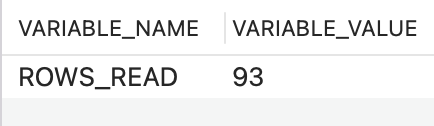 VARIABLE_NAME VARIABLE_VALUE
ROWS_READ 93